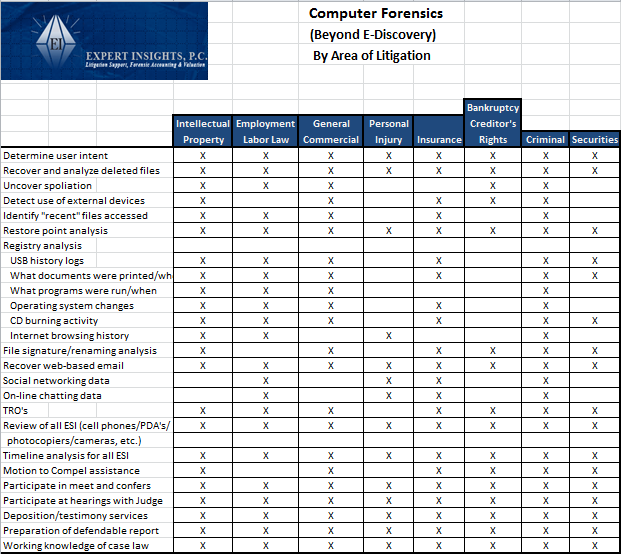 Computer Forensics
(Beyond E-Discovery)
By Area of Litigation
EI
EXPERT INSIGHTS, P.C.
Litigation Support, Forensic Accounting & Valuation
Intellectual Property Employment Labor Law General Commercial Personal Injury Insurance Bankruptcy Creditor's Rights Criminal Securities
Determine user intent X X X X X X X X
Recover and analyze deleted files X X X X X X X X
Uncover spoliation X X X X X
Detect use of external devices X X X X X
Identify "recent" files accessed X X X X X
Restore point analysis X X X X X X X X
Registry analysis
USB history logs X X X X X X
What documents were printed/wh X X X X X X
What programs were run/when X X X X
Operating system changes X X X X X
CD burning activity X X X X X X
Internet browsing history X X X X
File signature/renaming analysis X X X X X X
Recover web-based email X X X X X X X X
Social networking data X X X X
On-line chatting data X X X X
TRO's X X X X X X X
Review of all ESI (cell phones/PDA's/ X X X X X X X X
photocopiers/cameras, etc.)
Timeline analysis for all ESI X X X X X X X X
Motion to Compel assistance X X X X X X
Participate in meet and confers X X X X X X X X
Participate at hearings with Judge X X X X X X X X
Deposition/testimony services X X X X X X X X
Preparation of defendable report X X X X X X X X
Working knowledge of case law X X X X X X X X